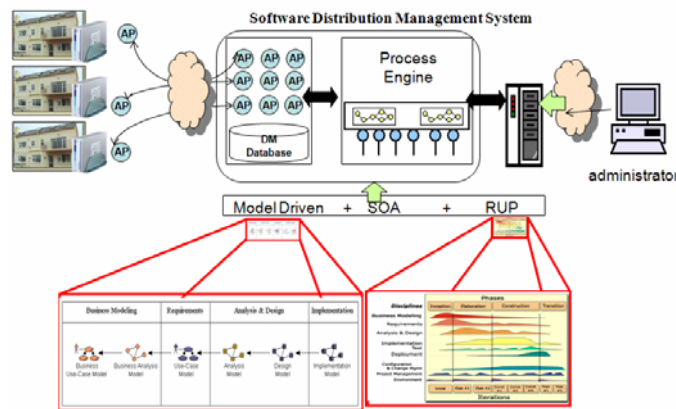 Software Distribution Management System
AP
AP
AP
AP AP AP
AP AP AP
AP AP AP
DM
Database
Process
Engine
administrator
Model Driven + SOA + RUP
Business Modeling Requirements Analysis & Design Implementation
Business
Use-Case Model
Business Analysis
Model
Use-Case
Model
Analysis
Model
Design
Model
Implementation
Model
Phases
Disciplines Inception Elaboration Construction Transition
Business Modeling
Requirements
Analysis & Design
Implementation
Test
Deployment
Configuration
& Change Mgmt
Project Management
Environment
Iterations